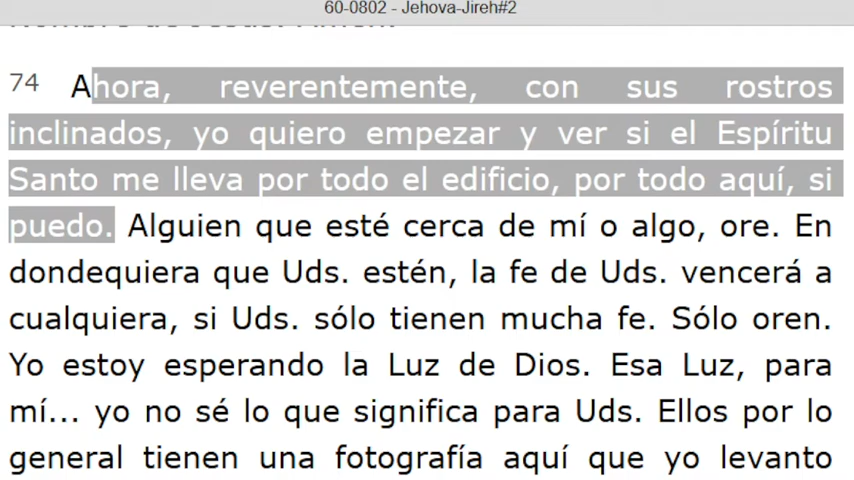 60-0802 - Jehova-Jireh#2
74 Ahora, reverentemente, con sus rostros
inclinados, yo quiero empezar y ver si el Espíritu
Santo me lleva por todo el edificio, por todo aquí, si
puedo. Alguien que esté cerca de mí o algo, ore. En
dondequiera que Uds. estén, la fe de Uds. vencerá a
cualquiera, si Uds. sólo tienen mucha fe. Sólo oren.
Yo estoy esperando la Luz de Dios. Esa Luz, para
mí... yo no sé lo que significa para Uds. Ellos por lo
general tienen una fotografía aquí que yo levanto